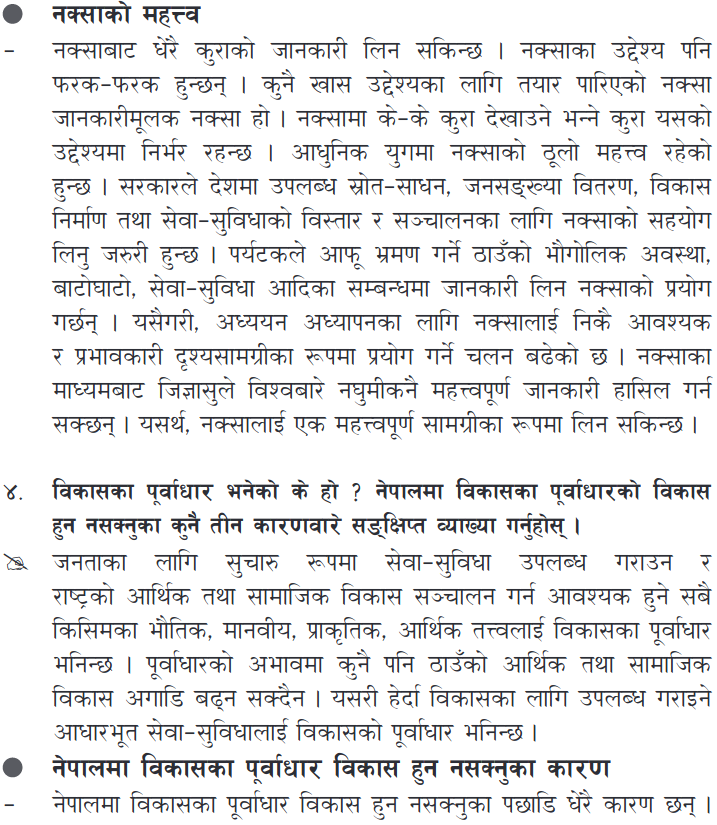 ● नक्साको महत्त्व
– नक्साबाट धेरै कुराको जानकारी लिन सकिन्छ । नक्साका उद्देश्य पनि
फरक–फरक हुन्छन् । कुनै खास उद्देश्यका लागि तयार पारिएको नक्सा
जानकारीमूलक नक्सा हो । नक्सामा के–के कुरा देखाउने भन्ने कुरा यसको
उद्देश्यमा निर्भर रहन्छ । आधुनिक युगमा नक्साको ठूलो महत्त्व रहेको
हुन्छ । सरकारले देशमा उपलब्ध स्रोत–साधन, जनसङ्ख्या वितरण, विकास
निर्माण तथा सेवा–सुविधाको विस्तार र सञ्चालनका लागि नक्साको सहयोग
लिनु जरुरी हुन्छ । पर्यटकले आफू भ्रमण गर्ने ठाउँको भौगोलिक अवस्था,
बाटोघाटो, सेवा–सुविधा आदिका सम्बन्धमा जानकारी लिन नक्साको प्रयोग
गर्छन् । यसैगरी, अध्ययन अध्यापनका लागि नक्सालाई निकै आवश्यक
र प्रभावकारी दृश्यसामग्रीका रूपमा प्रयोग गर्ने चलन बढेको छ । नक्साका
माध्यमबाट जिज्ञासुले विश्वबारे नघुमीकनै महत्त्वपूर्ण जानकारी हासिल गर्न
सक्छन् । यसर्थ, नक्सालाई एक महत्त्वपूर्ण सामग्रीका रूपमा लिन सकिन्छ ।
४. विकासका पूर्वाधार भनेको के हो ? नेपालमा विकासका पूर्वाधारको विकास
हुन नसक्नुका कुनै तीन कारणवारे सङ्क्षिप्त व्याख्या गर्नुहोस् ।
जनताका लागि सुचारु रूपमा सेवा–सुविधा उपलब्ध गराउन र
राष्ट्रको आर्थिक तथा सामाजिक विकास सञ्चालन गर्न आवश्यक हुने सबै
किसिमका भौतिक, मानवीय, प्राकृतिक, आर्थिक तत्त्वलाई विकासका पूर्वाधार
भनिन्छ । पूर्वाधारको अभावमा कुनै पनि ठाउँको आर्थिक तथा सामाजिक
विकास अगाडि बढ्न सक्दैन । यसरी हेर्दा विकासका लागि उपलब्ध गराइने
आधारभूत सेवा–सुविधालाई विकासको पूर्वाधार भनिन्छ ।
● नेपालमा विकासका पूर्वाधार विकास हुन नसक्नुका कारण
– नेपालमा विकासका पूर्वाधार विकास हुन नसक्नुका पछाडि धेरै कारण छन् ।